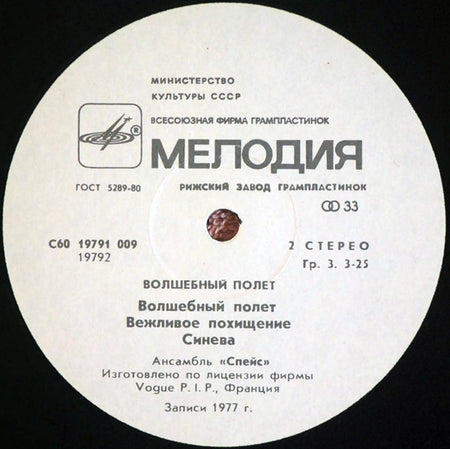 МИНИСТЕРСТВО
КУЛЬТУРЫ СССР
ВСЕСОЮЗНАЯ ФИРМА ГРАМПЛАСТИНОК
® МЕЛОДИЯ
ГОСТ 5289-80 РИЖСКИЙ ЗАВОД ГРАМПЛАСТИНОК
33
С60 19791 009 2 СТЕРЕО
19792 Гр. 3. 3-25
ВОЛШЕБНЫЙ ПОЛЕТ
Волшебный полет
Вежливое похищение
Синева
Ансамбль «Спейс»
Изготовлено по лицензии фирмы
Vogue P. I. P., Франция
Записи 1977 г.